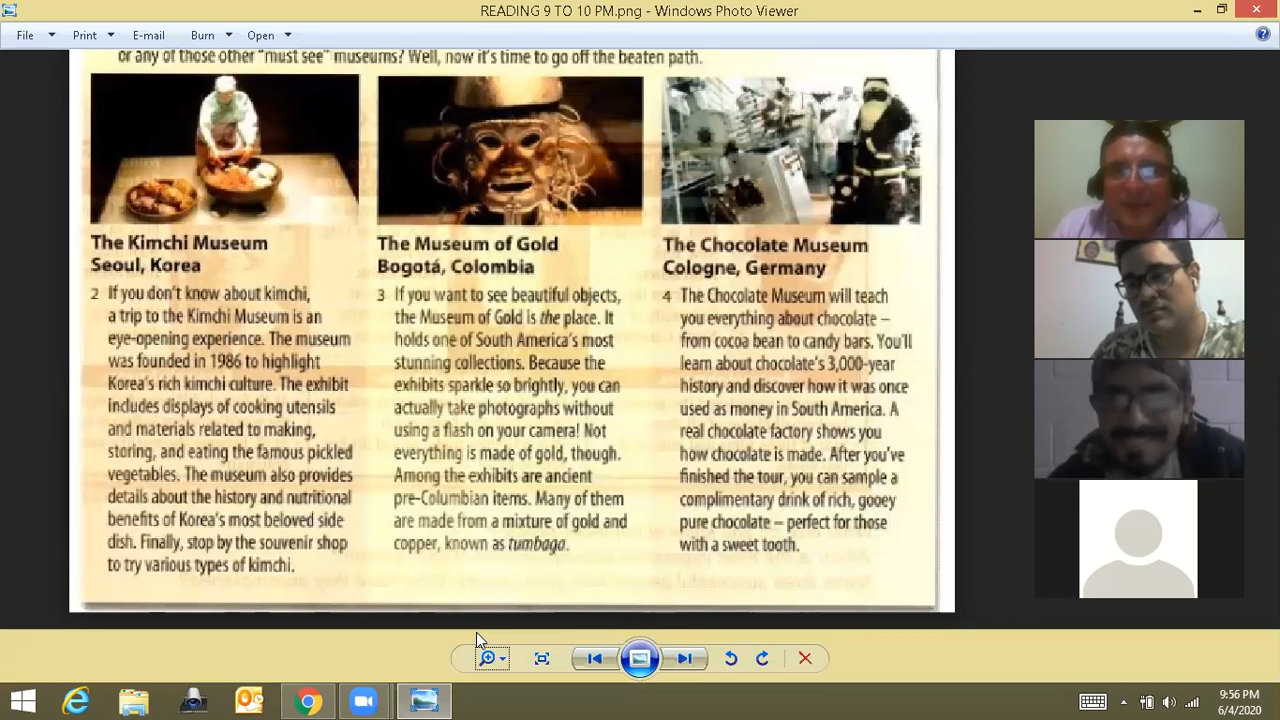 READING 9 TO 10 PM.png - Windows Photo Viewer
File
Print
E-mail
Burn
Open
or any of those other "must see" museums? Well, now it's time to go off the beaten path.
The Kimchi Museum
Seoul, Korea
2 If you don't know about kimchi,
a trip to the Kimchi Museum is an
eye-opening experience. The museum
was founded in 1986 to highlight
Korea's rich kimchi culture. The exhibit
includes displays of cooking utensils
and materials related to making,
storing, and eating the famous pickled
vegetables. The museum also provides
details about the history and nutritional
benefits of Korea's most beloved side
dish. Finally, stop by the souvenir shop
to try various types of kimchi.
The Museum of Gold
Bogotá, Colombia
3 If you want to see beautiful objects,
the Museum of Gold is the place. It
holds one of South America's most
stunning collections. Because the
exhibits sparkle so brightly, you can
actually take photographs without
using a flash on your camera! Not
everything is made of gold, though.
Among the exhibits are ancient
pre-Columbian items. Many of them
are made from a mixture of gold and
copper, known as tumbaga.
The Chocolate Museum
Cologne, Germany
4 The Chocolate Museum will teach
you everything about chocolate –
from cocoa bean to candy bars. You'll
learn about chocolate's 3,000-year
history and discover how it was once
used as money in South America. A
real chocolate factory shows you
how chocolate is made. After you've
finished the tour, you can sample a
complimentary drink of rich, gooey
pure chocolate – perfect for those
with a sweet tooth.
9:56 PM
6/4/2020